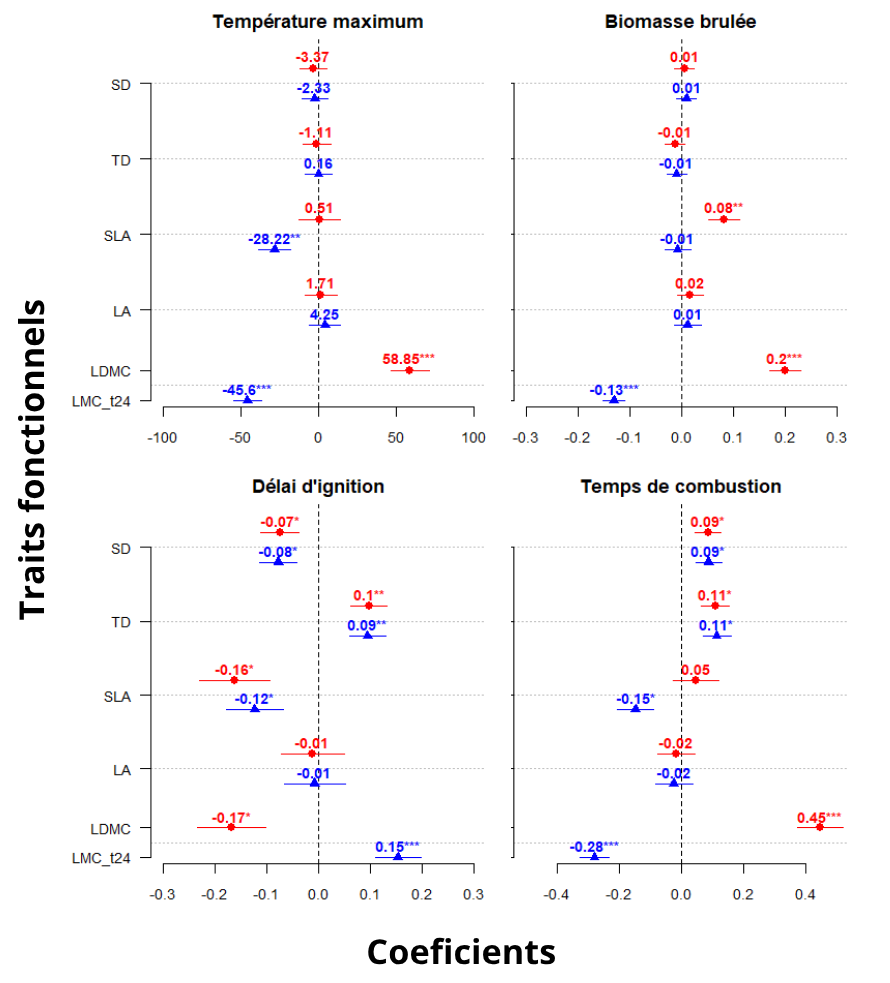 Température maximum
-3.37
SD
-2.33
-1.11
TD
0.16
0.51
SLA
-28.22**
1.71
LA
4.25
58.85***
LDMC
-45.6***
LMC_t24
-100 -50 0 50 100
Biomasse brulée
0.01
0.01
-0.01
-0.01
0.08**
-0.01
0.02
0.01
0.2***
-0.13***
-0.3 -0.2 -0.1 0.0 0.1 0.2 0.3
Traits fonctionnels
Délai d'ignition
-0.07*
SD
-0.08*
0.1**
TD
0.09**
-0.16*
SLA
-0.12*
-0.01
LA
-0.01
-0.17*
LDMC
0.15***
LMC_t24
-0.3 -0.2 -0.1 0.0 0.1 0.2 0.3
Temps de combustion
0.09*
0.09*
0.11*
0.11*
0.05
-0.15*
-0.02
-0.02
0.45***
-0.28***
-0.4 -0.2 0.0 0.2 0.4
Coeficients